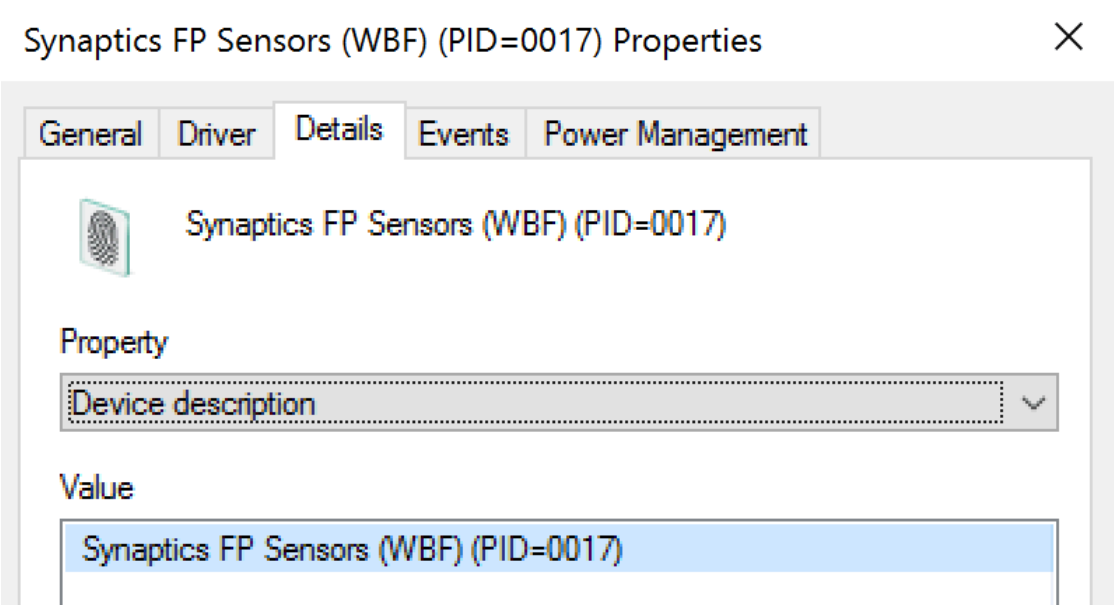 Synaptics FP Sensors (WBF) (PID=0017) Properties
General Driver Details Events Power Management
Synaptics FP Sensors (WBF) (PID=0017)
Property
Device description
Value
Synaptics FP Sensors (WBF) (PID=0017)